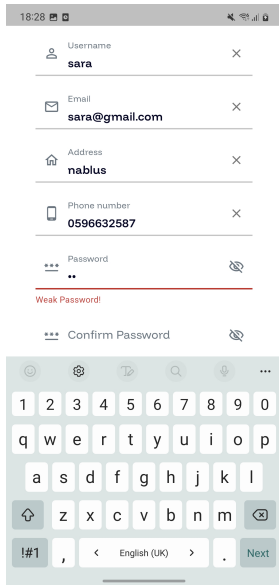 18:28
Username
sara
Email
sara@gmail.com
Address
nablus
Phone number
0596632587
Password
••
Weak Password!
Confirm Password
1 2 3 4 5 6 7 8 9 0
q w e r t y u i o p
a s d f g h j k l
z x c v b n m
!#1 , < English (UK) > . Next